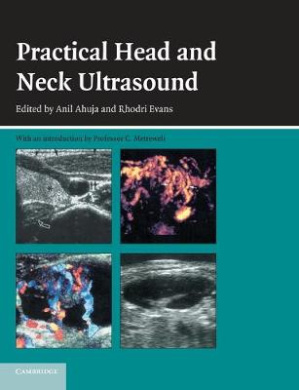 Practical Head and
Neck Ultrasound
Edited by Anil Ahuja and Rhodri Evans
With an introduction by Professor C. Metreweli
CAMBRIDGE